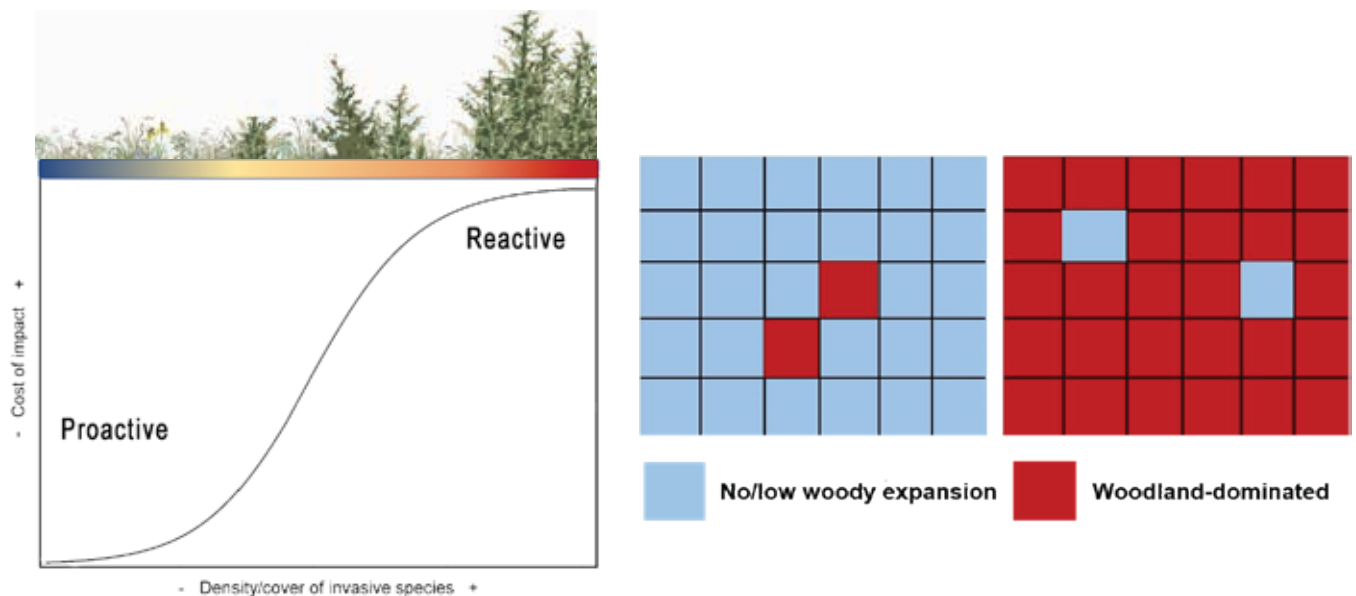 Reactive
Proactive
- Cost of impact +
- Density/cover of invasive species +
No/low woody expansion
Woodland-dominated